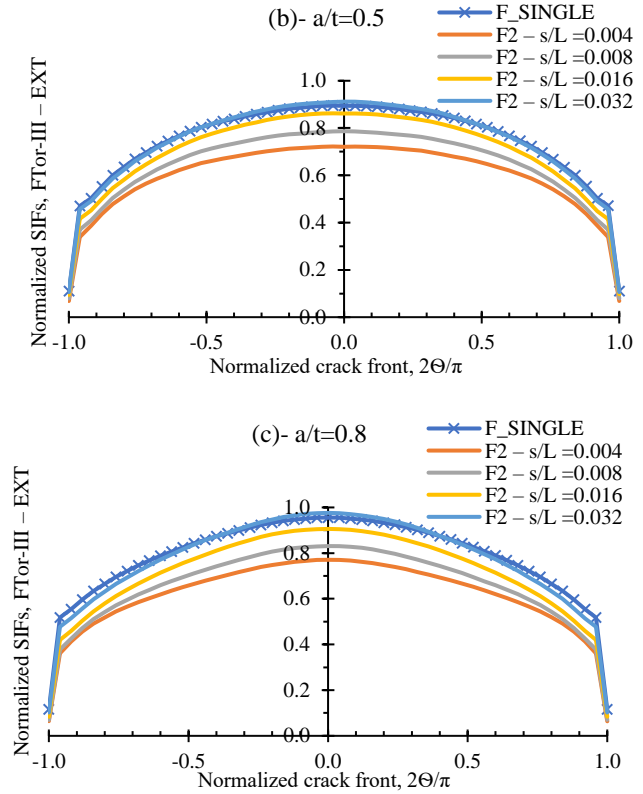 (b)- a/t=0.5
F_SINGLE
F2 – s/L =0.004
F2 – s/L =0.008
F2 – s/L =0.016
F2 – s/L =0.032
Normalized SIFs, FTor-III – EXT
1.0
0.8
0.6
0.4
0.2
0.0
-1.0 -0.5 0.0 0.5 1.0
Normalized crack front, 2Θ/π
(c)- a/t=0.8
F_SINGLE
F2 – s/L =0.004
F2 – s/L =0.008
F2 – s/L =0.016
F2 – s/L =0.032
Normalized SIFs, FTor-III – EXT
1.0
0.8
0.6
0.4
0.2
0.0
-1.0 -0.5 0.0 0.5 1.0
Normalized crack front, 2Θ/π